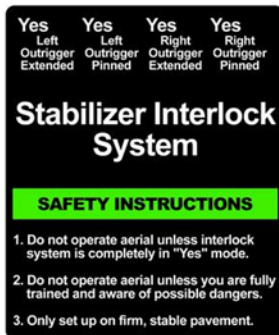 Yes Yes Yes Yes
Left Left Right Right
Outrigger Outrigger Outrigger Outrigger
Extended Pinned Extended Pinned
Stabilizer Interlock
System
SAFETY INSTRUCTIONS
1. Do not operate aerial unless interlock
system is completely in "Yes" mode.
2. Do not operate aerial unless you are fully
trained and aware of possible dangers.
3. Only set up on firm, stable pavement.